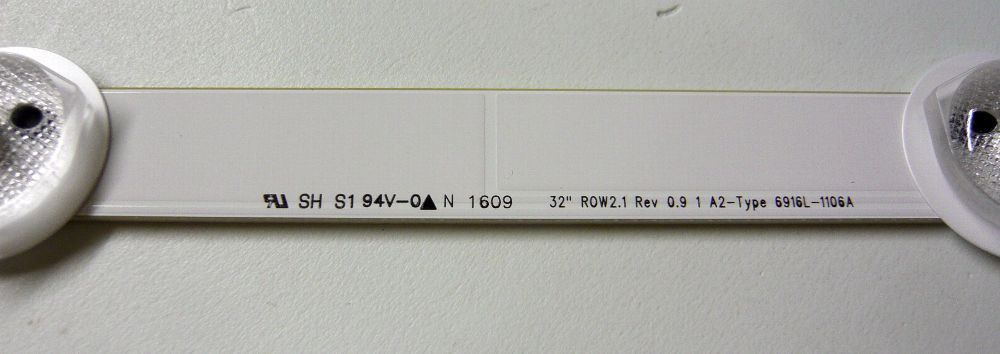 SH S1 94V-0▲ N 1609 32" ROW2.1 Rev 0.9 1 A2-Type 6916L-1106A